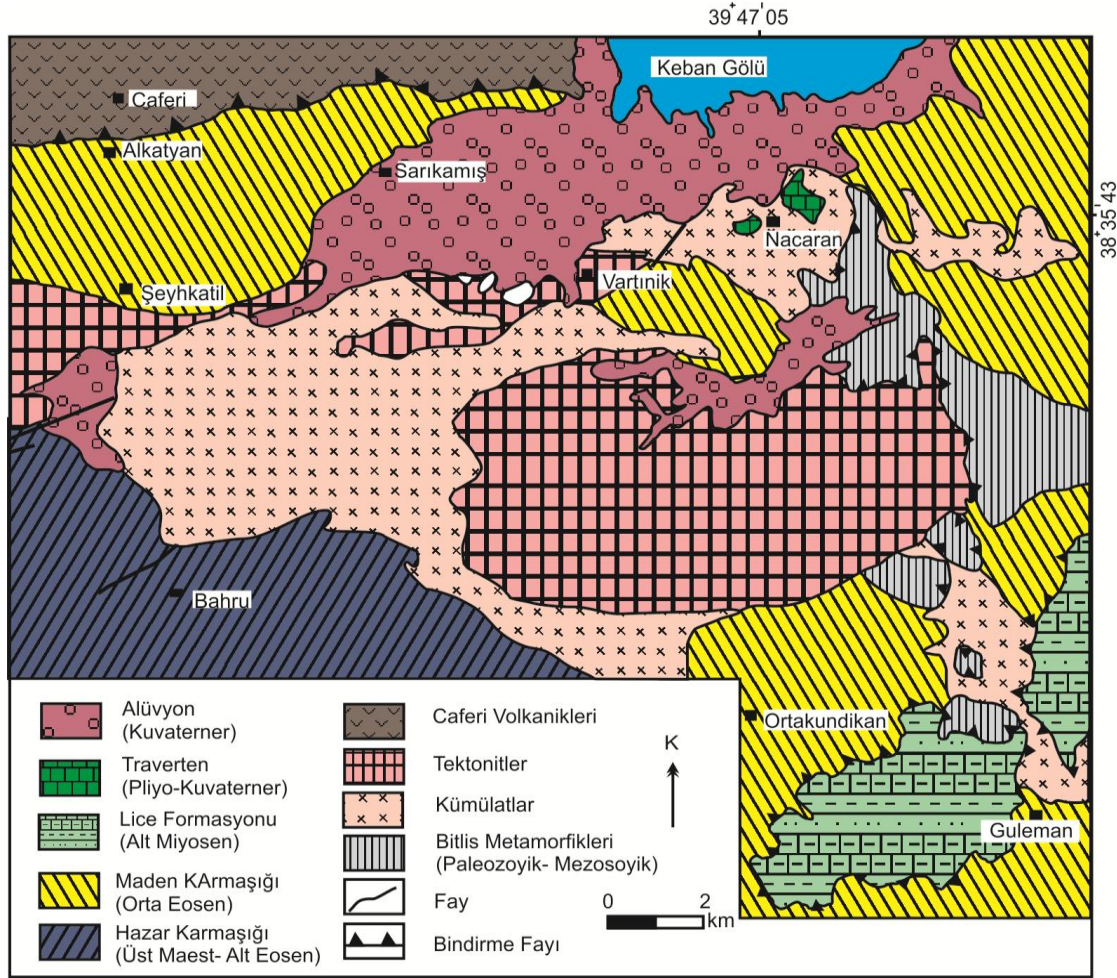 39 47 05
Keban Gölü
Caferi
Alkatyan
Sarıkamış
38 35 43
Nacaran
Vartınik
Şeyhkatil
Bahru
Ortakundikan
Guleman
Alüvyon
(Kuvaterner)
Traverten
(Pliyo-Kuvaterner)
Lice Formasyonu
(Alt Miyosen)
Maden KArmaşığı
(Orta Eosen)
Hazar Karmaşığı
(Üst Maest- Alt Eosen)
Caferi Volkanikleri
Tektonitler
Kümülatlar
Bitlis Metamorfikleri
(Paleozoyik- Mezosoyik)
Fay
Bindirme Fayı
K
0 2
km